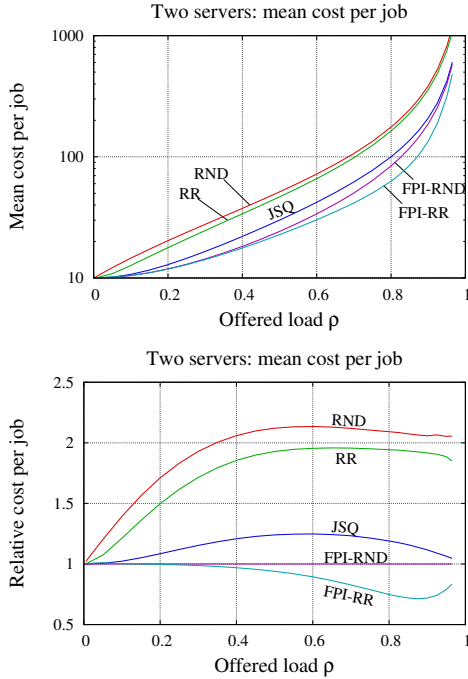 Two servers: mean cost per job
Mean cost per job
1000
100
10
RND
RR
JSQ
FPI-RND
FPI-RR
0 0.2 0.4 0.6 0.8 1
Offered load ρ
Two servers: mean cost per job
Relative cost per job
2.5
2
1.5
1
0.5
RND
RR
JSQ
FPI-RND
FPI-RR
0 0.2 0.4 0.6 0.8 1
Offered load ρ